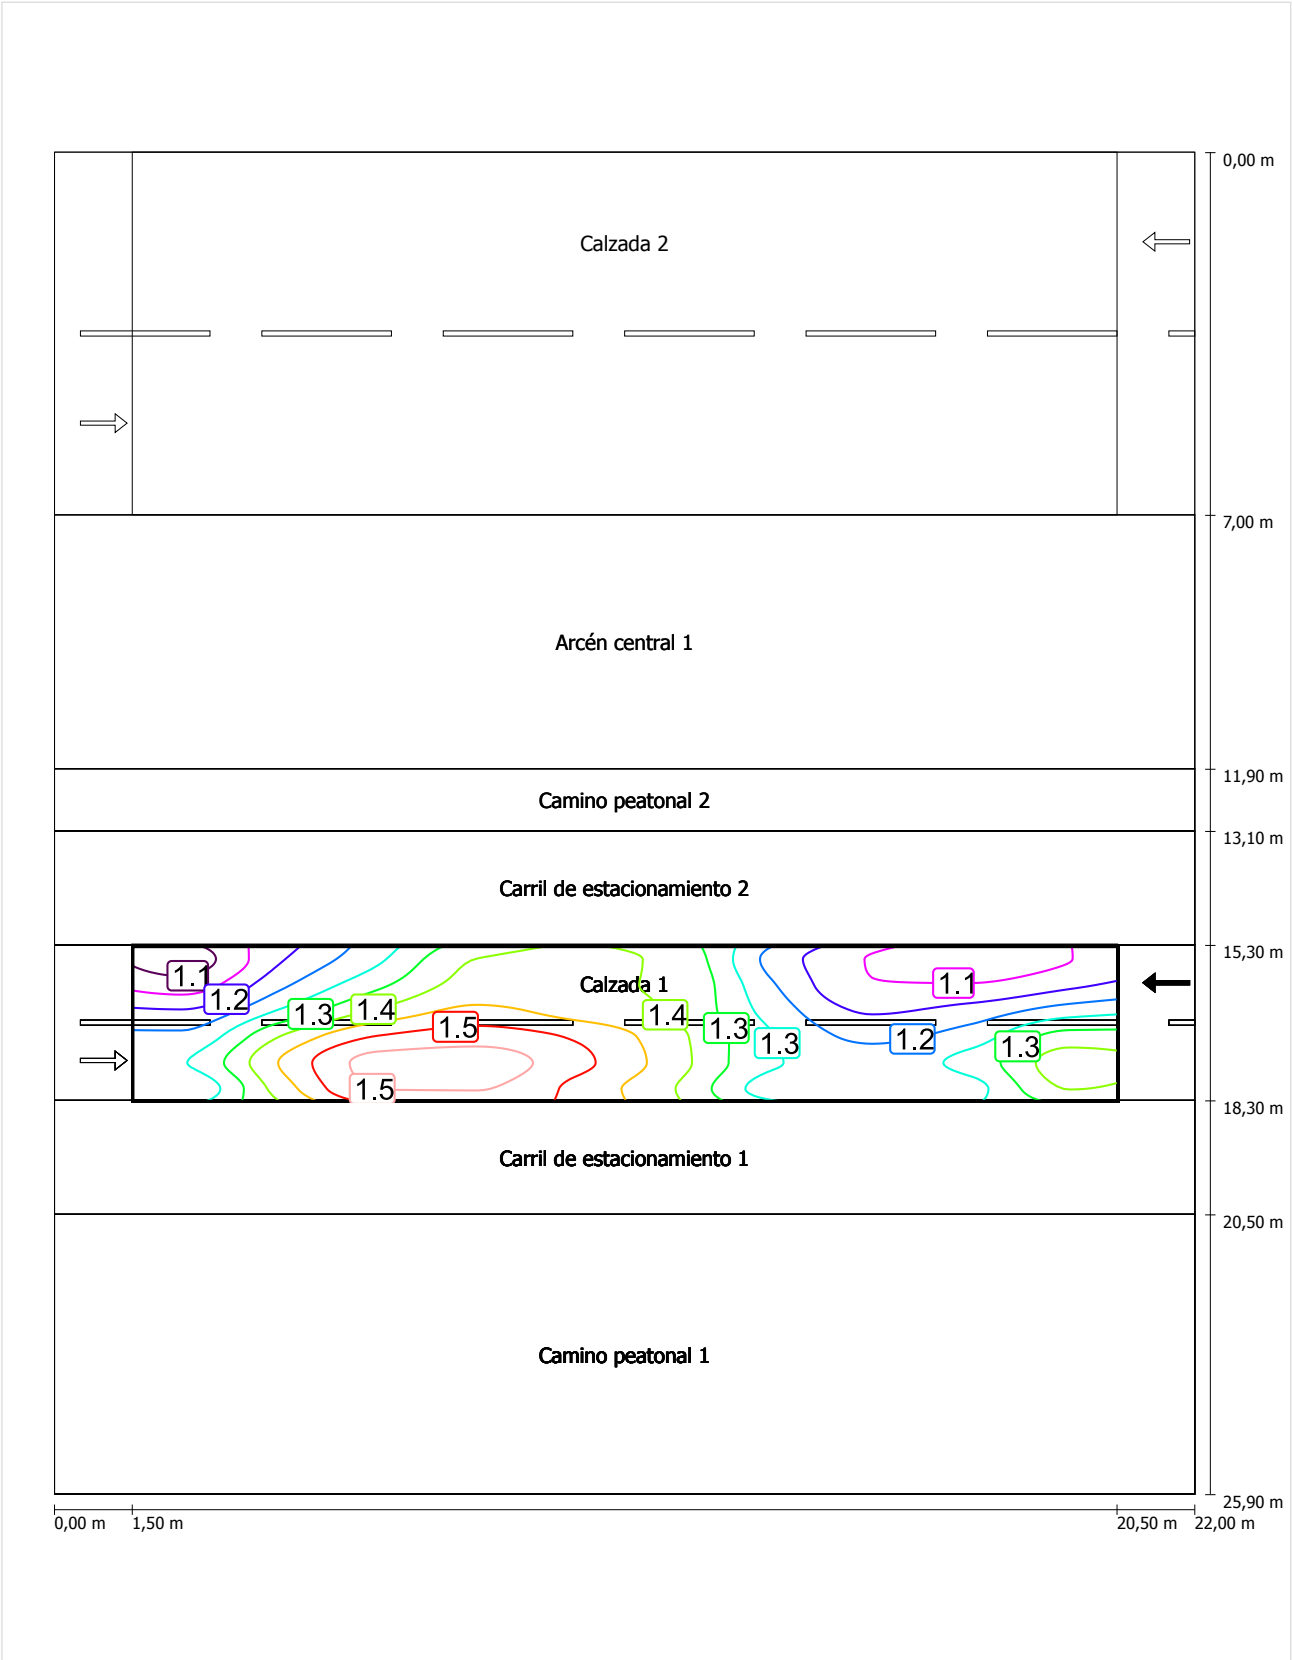 0,00 m
Calzada 2
7,00 m
Arcén central 1
11,90 m
Camino peatonal 2
13,10 m
Carril de estacionamiento 2
15,30 m
1.1
Calzada 1
1.1
1.2
1.3
1.4
1.4
1.5
1.3
1.3
1.2
1.3
1.5
18,30 m
Carril de estacionamiento 1
20,50 m
Camino peatonal 1
25,90 m
0,00 m
1,50 m
20,50 m
22,00 m